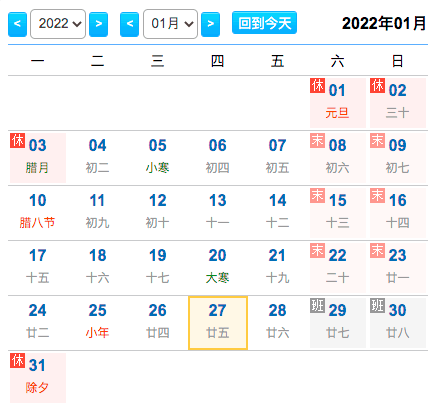 < 2022 > < 01月 > 回到今天 2022年01月
一 二 三 四 五 六 日
休 01 休 02
元旦 三十
休 03 04 05 06 07 末 08 末 09
腊月 初二 小寒 初四 初五 初六 初七
10 11 12 13 14 末 15 末 16
腊八节 初九 初十 十一 十二 十三 十四
17 18 19 20 21 末 22 末 23
十五 十六 十七 大寒 十九 二十 廿一
24 25 26 27 28 班 29 班 30
廿二 小年 廿四 廿五 廿六 廿七 廿八
休 31
除夕